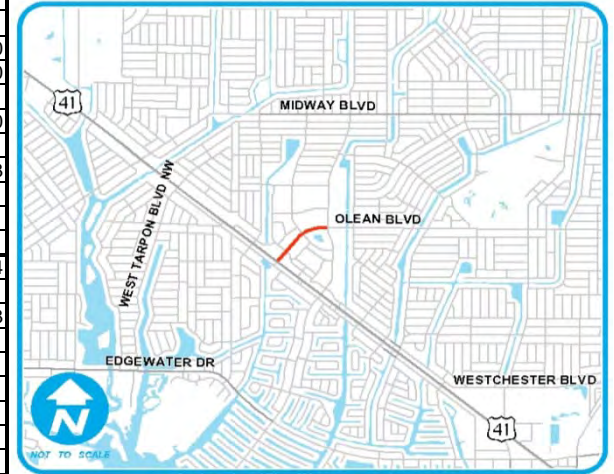 41
MIDWAY BLVD
WEST TARPON BLVD NW
OLEAN BLVD
EDGEWATER DR
WESTCHESTER BLVD
41
N
NOT TO SCALE